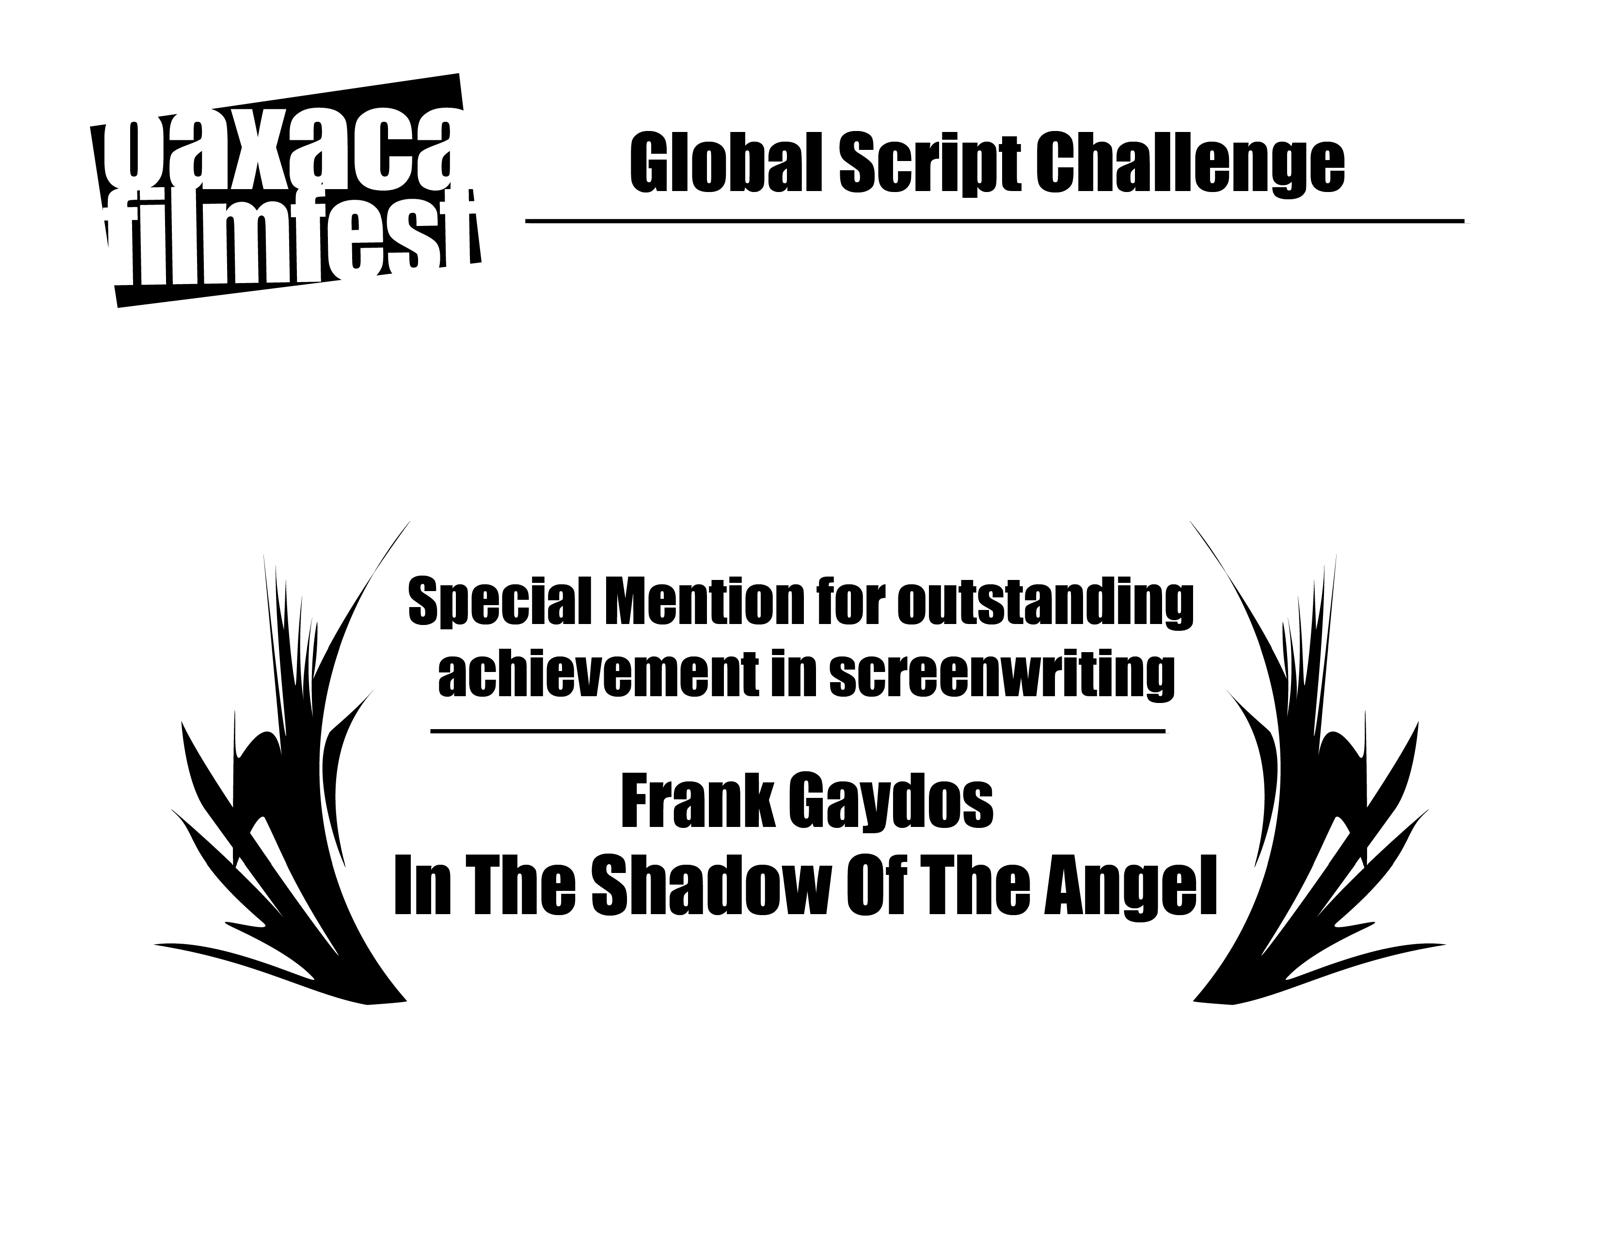 oaxaca
filmfest
Global Script Challenge
Special Mention for outstanding
achievement in screenwriting
Frank Gaydos
In The Shadow Of The Angel